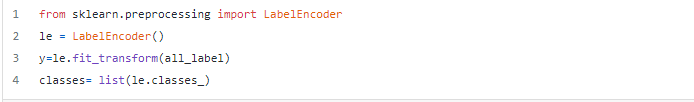 1 from sklearn.preprocessing import LabelEncoder
2 le = LabelEncoder()
3 y=le.fit_transform(all_label)
4 classes= list(le.classes_)